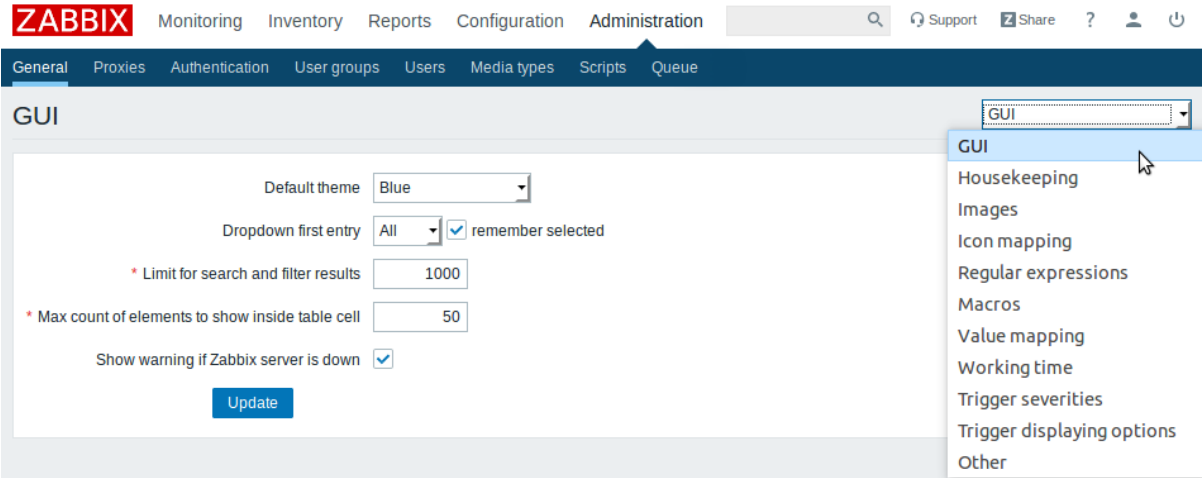 ZABBIX Monitoring Inventory Reports Configuration Administration Support Z Share ?
General Proxies Authentication User groups Users Media types Scripts Queue
GUI GUI
GUI
Housekeeping
Images
Icon mapping
Regular expressions
Macros
Value mapping
Working time
Trigger severities
Trigger displaying options
Other
Default theme Blue
Dropdown first entry All remember selected
* Limit for search and filter results 1000
* Max count of elements to show inside table cell 50
Show warning if Zabbix server is down
Update